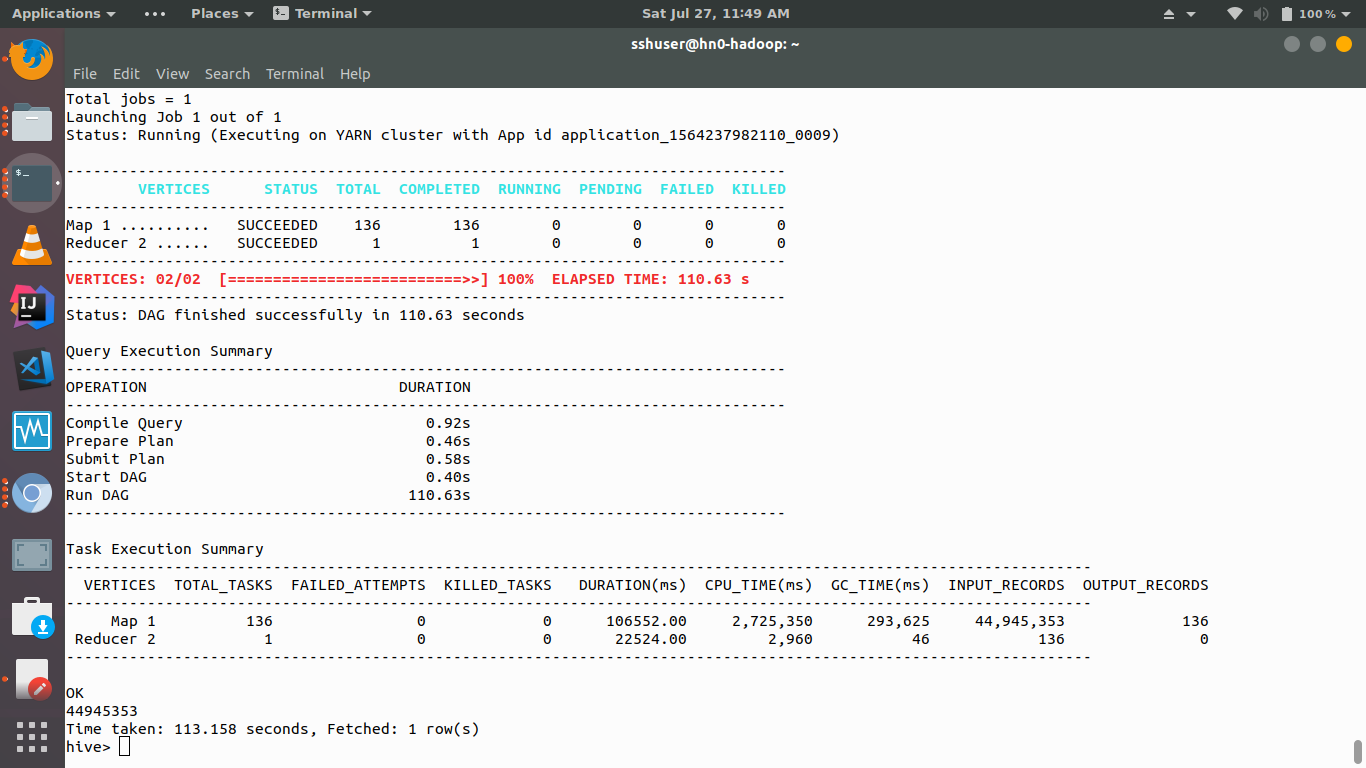 Applications Places Terminal Sat Jul 27, 11:49 AM 100 %
sshuser@hn0-hadoop: ~
File Edit View Search Terminal Help
Total jobs = 1
Launching Job 1 out of 1
Status: Running (Executing on YARN cluster with App id application_1564237982110_0009)
--------------------------------------------------------------------------------
        VERTICES      STATUS  TOTAL  COMPLETED  RUNNING  PENDING  FAILED  KILLED
--------------------------------------------------------------------------------
Map 1 ..........   SUCCEEDED    136        136        0        0       0       0
Reducer 2 ......   SUCCEEDED      1          1        0        0       0       0
--------------------------------------------------------------------------------
VERTICES: 02/02  [==========================>>] 100%  ELAPSED TIME: 110.63 s
--------------------------------------------------------------------------------
Status: DAG finished successfully in 110.63 seconds
Query Execution Summary
--------------------------------------------------------------------------------
OPERATION                            DURATION
--------------------------------------------------------------------------------
Compile Query                           0.92s
Prepare Plan                            0.46s
Submit Plan                             0.58s
Start DAG                               0.40s
Run DAG                               110.63s
--------------------------------------------------------------------------------
Task Execution Summary
------------------------------------------------------------------------------------------------------------------
  VERTICES  TOTAL_TASKS  FAILED_ATTEMPTS  KILLED_TASKS   DURATION(ms)  CPU_TIME(ms)  GC_TIME(ms)  INPUT_RECORDS  OUTPUT_RECORDS
------------------------------------------------------------------------------------------------------------------
     Map 1          136                0             0      106552.00     2,725,350      293,625     44,945,353             136
 Reducer 2            1                0             0       22524.00         2,960           46            136               0
------------------------------------------------------------------------------------------------------------------
OK
44945353
Time taken: 113.158 seconds, Fetched: 1 row(s)
hive>
$_
IJ